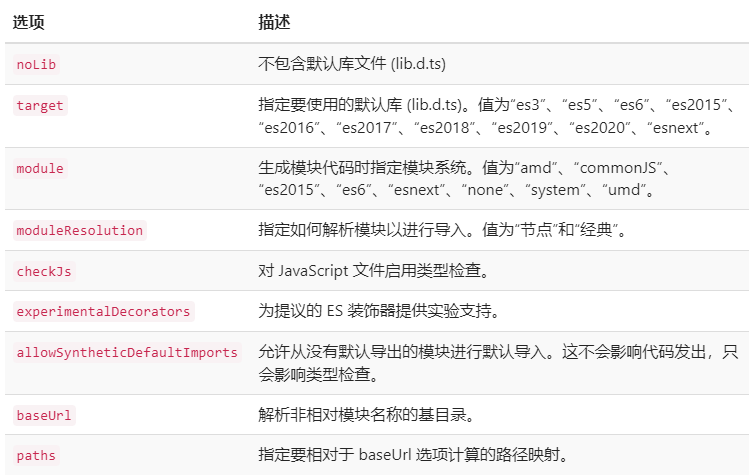 选项 描述
noLib 不包含默认库文件 (lib.d.ts)
target 指定要使用的默认库 (lib.d.ts)。值为“es3”、“es5”、“es6”、“es2015”、
“es2016”、“es2017”、“es2018”、“es2019”、“es2020”、“esnext”。
module 生成模块代码时指定模块系统。值为“amd”、“commonJS”、
“es2015”、“es6”、“esnext”、“none”、“system”、“umd”。
moduleResolution 指定如何解析模块以进行导入。值为“节点”和“经典”。
checkJs 对 JavaScript 文件启用类型检查。
experimentalDecorators 为提议的 ES 装饰器提供实验支持。
allowSyntheticDefaultImports 允许从没有默认导出的模块进行默认导入。这不会影响代码发出，只
会影响类型检查。
baseUrl 解析非相对模块名称的基目录。
paths 指定要相对于 baseUrl 选项计算的路径映射。